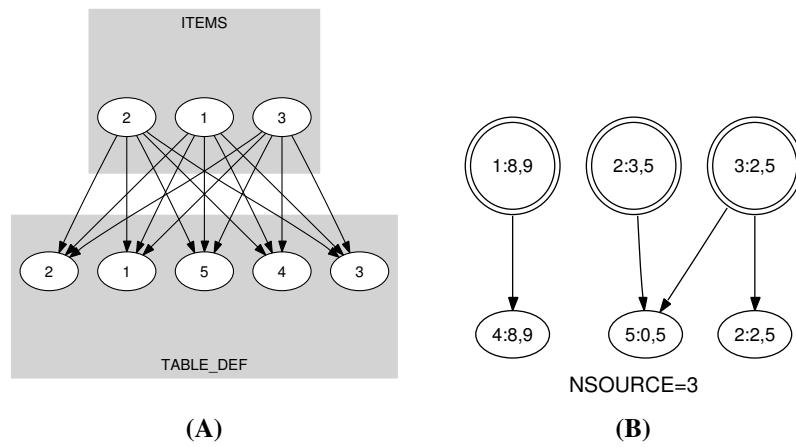 ITEMS
2 1 3
2 1 5 4 3
TABLE_DEF
(A)
1:8,9 2:3,5 3:2,5
4:8,9 5:0,5 2:2,5
NSOURCE=3
(B)